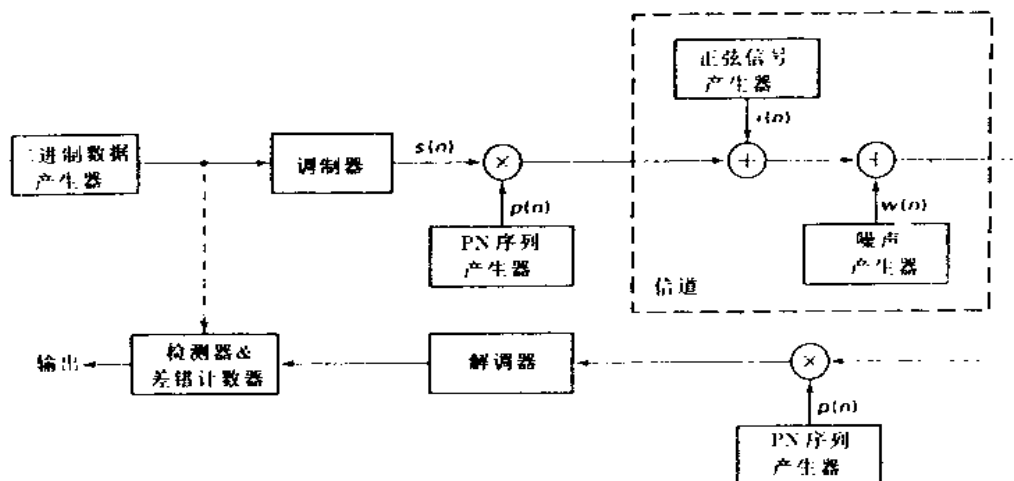 正弦信号
产生器
i(n)
二进制数据
产生器
调制器
s(n)
×
+
+
p(n)
w(n)
PN序列
产生器
噪声
产生器
信道
输出
检测器&
差错计数器
解调器
×
p(n)
PN序列
产生器